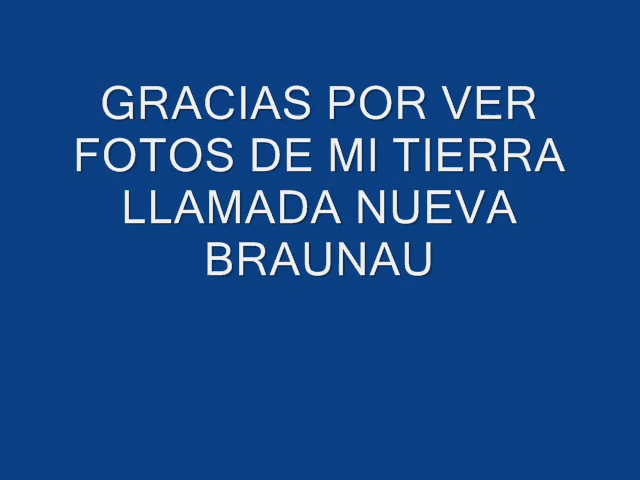 GRACIAS POR VER
FOTOS DE MI TIERRA
LLAMADA NUEVA
BRAUNAU